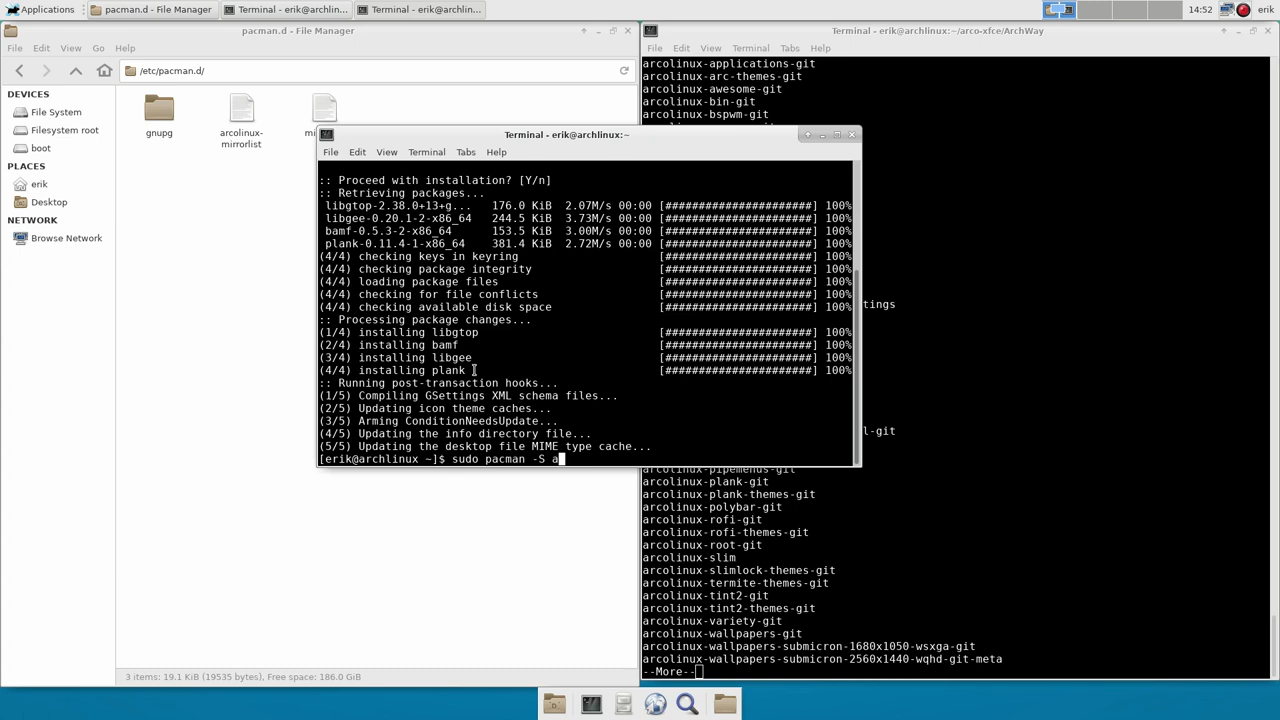 Applications
pacman.d - File Manager
Terminal - erik@archlin...
Terminal - erik@archlin...
14:52
erik
pacman.d - File Manager
File Edit View Go Help
/etc/pacman.d/
DEVICES
File System
Filesystem root
boot
PLACES
erik
Desktop
NETWORK
Browse Network
gnupg
arcolinux-
mirrorlist
3 items: 19.1 KiB (19535 bytes), Free space: 186.0 GiB
Terminal - erik@archlinux:~/arco-xfce/ArchWay
File Edit View Terminal Tabs Help
arcolinux-applications-git
arcolinux-arc-themes-git
arcolinux-awesome-git
arcolinux-bin-git
arcolinux-bspwm-git
tings
l-git
arcolinux-pipemenus-git
arcolinux-plank-git
arcolinux-plank-themes-git
arcolinux-polybar-git
arcolinux-rofi-git
arcolinux-rofi-themes-git
arcolinux-root-git
arcolinux-slim
arcolinux-slimlock-themes-git
arcolinux-termite-themes-git
arcolinux-tint2-git
arcolinux-tint2-themes-git
arcolinux-variety-git
arcolinux-wallpapers-git
arcolinux-wallpapers-submicron-1680x1050-wsxga-git
arcolinux-wallpapers-submicron-2560x1440-wqhd-git-meta
--More--
Terminal - erik@archlinux:~
File Edit View Terminal Tabs Help
:: Proceed with installation? [Y/n]
:: Retrieving packages...
libgtop-2.38.0+13+g... 176.0 KiB 2.07M/s 00:00 [######################] 100%
libgee-0.20.1-2-x86_64 244.5 KiB 3.73M/s 00:00 [######################] 100%
bamf-0.5.3-2-x86_64 153.5 KiB 3.00M/s 00:00 [######################] 100%
plank-0.11.4-1-x86_64 381.4 KiB 2.72M/s 00:00 [######################] 100%
(4/4) checking keys in keyring [######################] 100%
(4/4) checking package integrity [######################] 100%
(4/4) loading package files [######################] 100%
(4/4) checking for file conflicts [######################] 100%
(4/4) checking available disk space [######################] 100%
:: Processing package changes...
(1/4) installing libgtop [######################] 100%
(2/4) installing bamf [######################] 100%
(3/4) installing libgee [######################] 100%
(4/4) installing plank [######################] 100%
:: Running post-transaction hooks...
(1/5) Compiling GSettings XML schema files...
(2/5) Updating icon theme caches...
(3/5) Arming ConditionNeedsUpdate...
(4/5) Updating the info directory file...
(5/5) Updating the desktop file MIME type cache...
[erik@archlinux ~]$ sudo pacman -S a